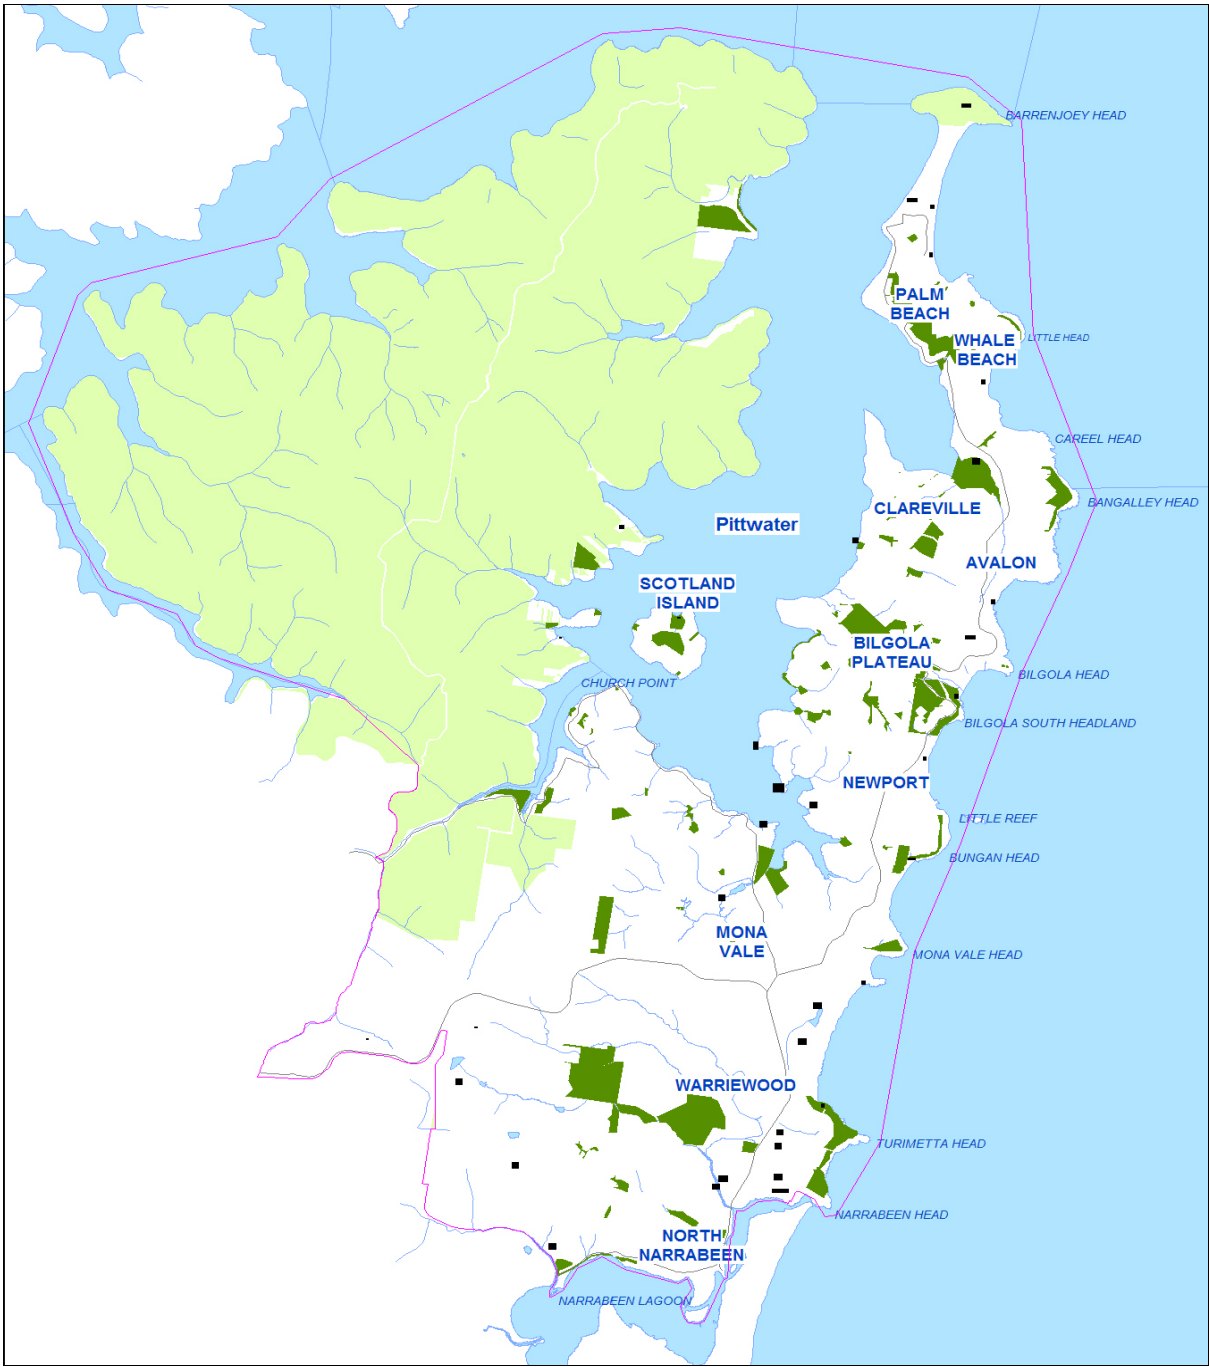 BARRENJOEY HEAD
PALM
BEACH
WHALE
BEACH
LITTLE HEAD
CAREEL HEAD
BANGALLEY HEAD
CLAREVILLE
Pittwater
AVALON
SCOTLAND
ISLAND
BILGOLA
PLATEAU
BILGOLA HEAD
CHURCH POINT
BILGOLA SOUTH HEADLAND
NEWPORT
LITTLE REEF
BUNGAN HEAD
MONA
VALE
MONA VALE HEAD
WARRIEWOOD
TURIMETTA HEAD
NARRABEEN HEAD
NORTH
NARRABEEN
NARRABEEN LAGOON